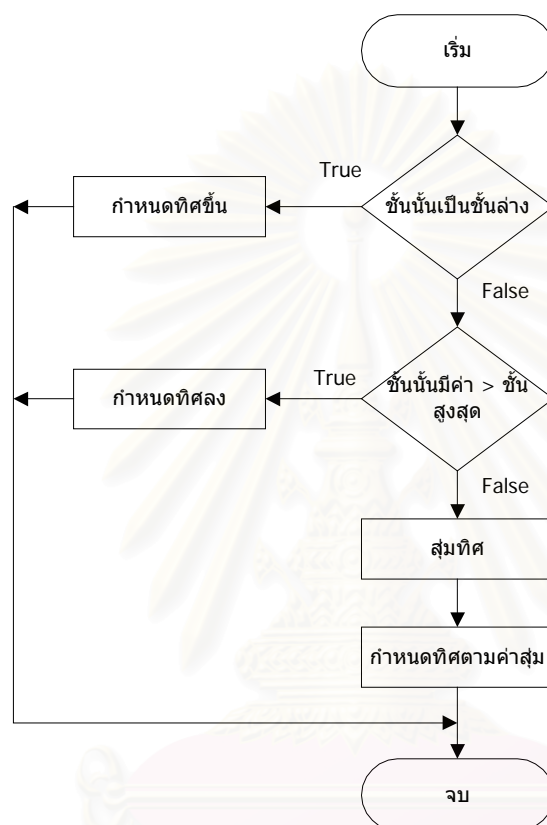 เริ่ม
True
กำหนดทิศขึ้น
ชั้นนั้นเป็นชั้นล่าง
False
True
กำหนดทิศลง
ชั้นนั้นมีค่า > ชั้น
สูงสุด
False
สุ่มทิศ
กำหนดทิศตามค่าสุ่ม
จบ